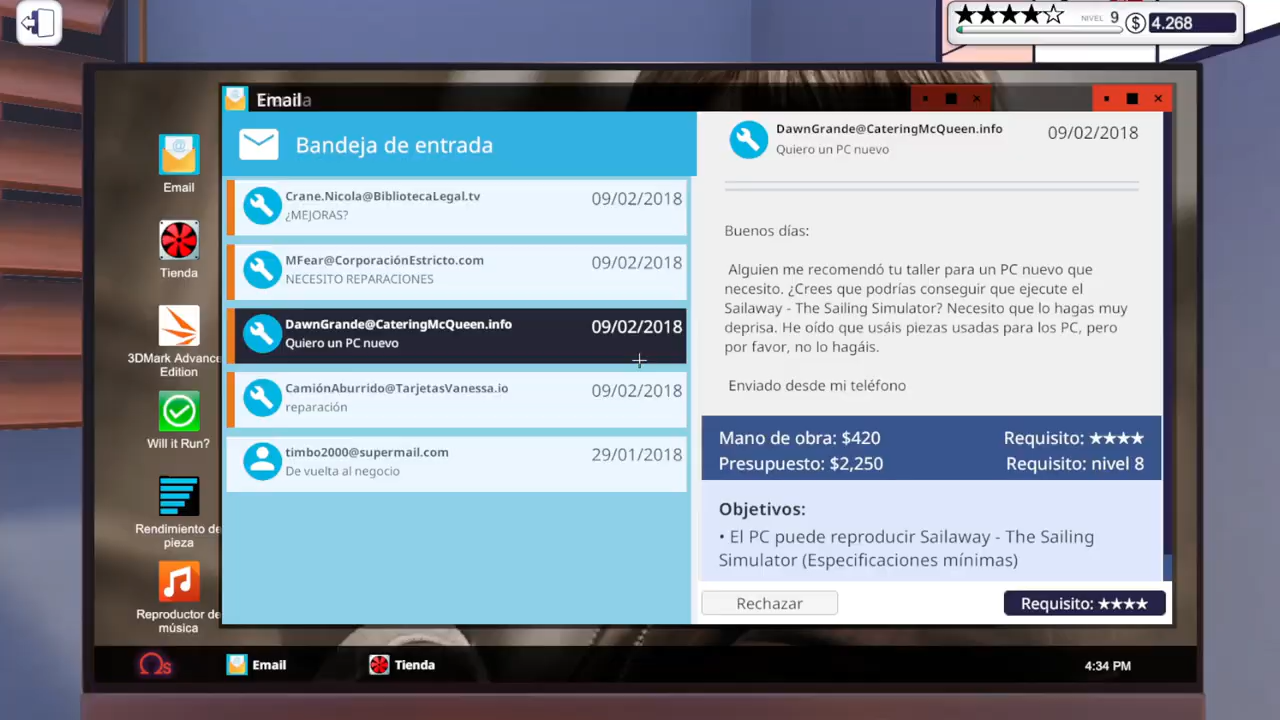 ★★★★☆ NIVEL 9 $ 4.268
Email
Bandeja de entrada
Crane.Nicola@BibliotecaLegal.tv 09/02/2018
¿MEJORAS?
MFear@CorporaciónEstricto.com 09/02/2018
NECESITO REPARACIONES
DawnGrande@CateringMcQueen.info 09/02/2018
Quiero un PC nuevo
CamiónAburrido@TarjetasVanessa.io 09/02/2018
reparación
timbo2000@supermail.com 29/01/2018
De vuelta al negocio
DawnGrande@CateringMcQueen.info 09/02/2018
Quiero un PC nuevo
Buenos días:
Alguien me recomendó tu taller para un PC nuevo que
necesito. ¿Crees que podrías conseguir que ejecute el
Sailaway - The Sailing Simulator? Necesito que lo hagas muy
deprisa. He oído que usáis piezas usadas para los PC, pero
por favor, no lo hagáis.
Enviado desde mi teléfono
Mano de obra: $420 Requisito: ★★★★
Presupuesto: $2,250 Requisito: nivel 8
Objetivos:
• El PC puede reproducir Sailaway - The Sailing
Simulator (Especificaciones mínimas)
Rechazar Requisito: ★★★★
Email
Tienda
3DMark Advance
Edition
Will it Run?
Rendimiento de
pieza
Reproductor de
música
Ωs Email Tienda 4:34 PM